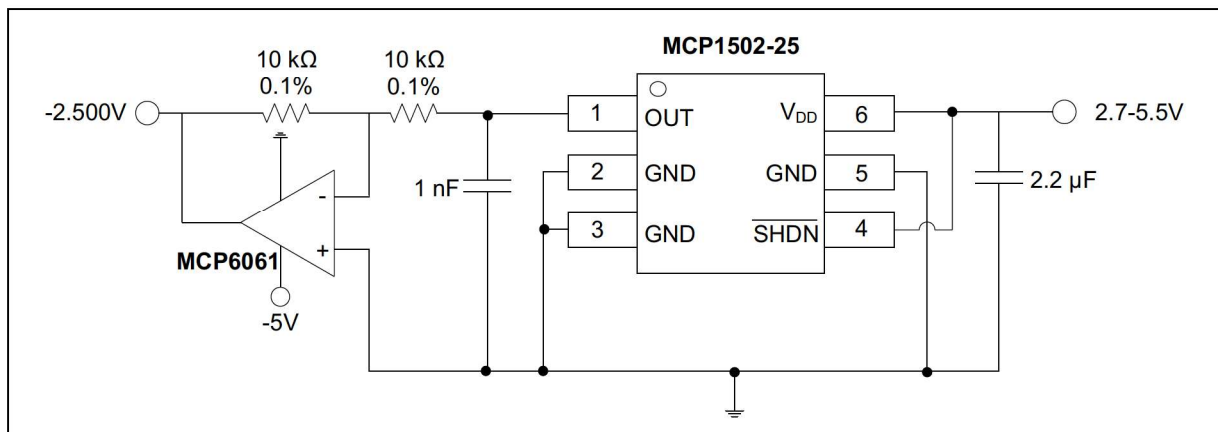 MCP1502-25
10 kΩ
0.1%
10 kΩ
0.1%
-2.500V
1
OUT
VDD
6
2.7-5.5V
1 nF
2
GND
GND
5
2.2 µF
-
+
3
GND
SHDN
4
MCP6061
-5V